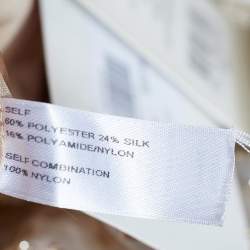 SELF
60% POLYESTER 24% SILK
16% POLYAMIDE/NYLON
SELF COMBINATION
100% NYLON